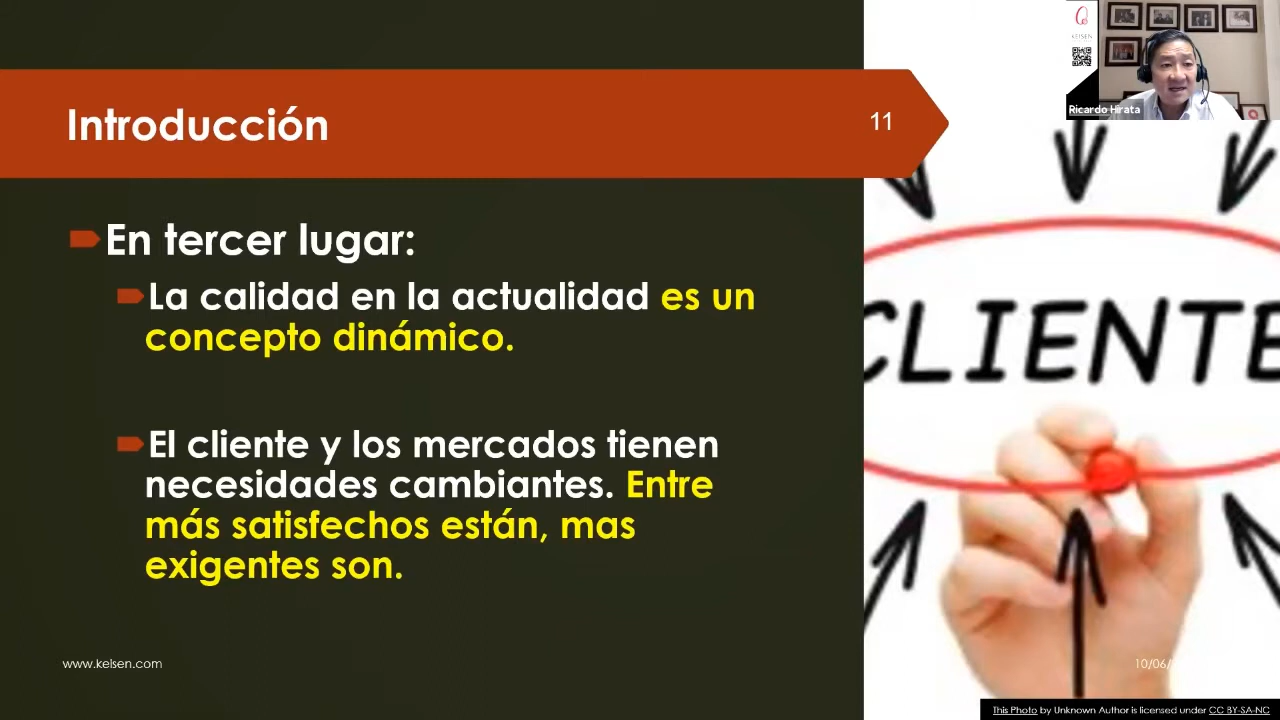 KELSEN
Ricardo Hirata
Introducción
11
En tercer lugar:
La calidad en la actualidad es un
concepto dinámico.
El cliente y los mercados tienen
necesidades cambiantes. Entre
más satisfechos están, mas
exigentes son.
CLIENTE
www.kelsen.com
10/06/
This Photo by Unknown Author is licensed under CC BY-SA-NC